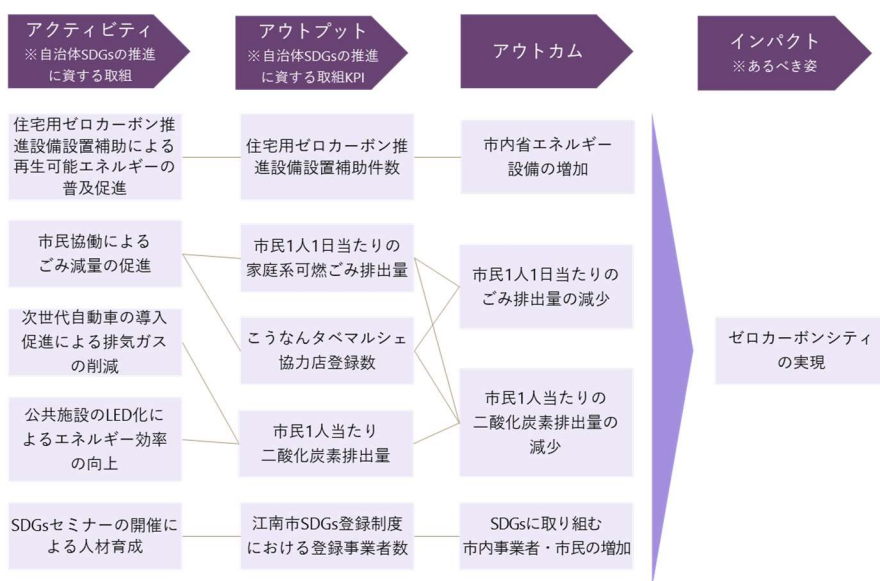 アクティビティ
※自治体SDGsの推進
に資する取組
アウトプット
※自治体SDGsの推進
に資する取組KPI
アウトカム
インパクト
※あるべき姿
住宅用ゼロカーボン推
進設備設置補助による
再生可能エネルギーの
普及促進
住宅用ゼロカーボン推
進設備設置補助件数
市内省エネルギー
設備の増加
市民協働による
ごみ減量の促進
市民1人1日当たりの
家庭系可燃ごみ排出量
市民1人1日当たりの
ごみ排出量の減少
次世代自動車の導入
促進による排気ガス
の削減
こうなんタベマルシェ
協力店登録数
ゼロカーボンシティ
の実現
公共施設のLED化に
よるエネルギー効率
の向上
市民1人当たり
二酸化炭素排出量
市民1人当たりの
二酸化炭素排出量の
減少
SDGsセミナーの開催に
よる人材育成
江南市SDGs登録制度
における登録事業者数
SDGsに取り組む
市内事業者・市民の増加